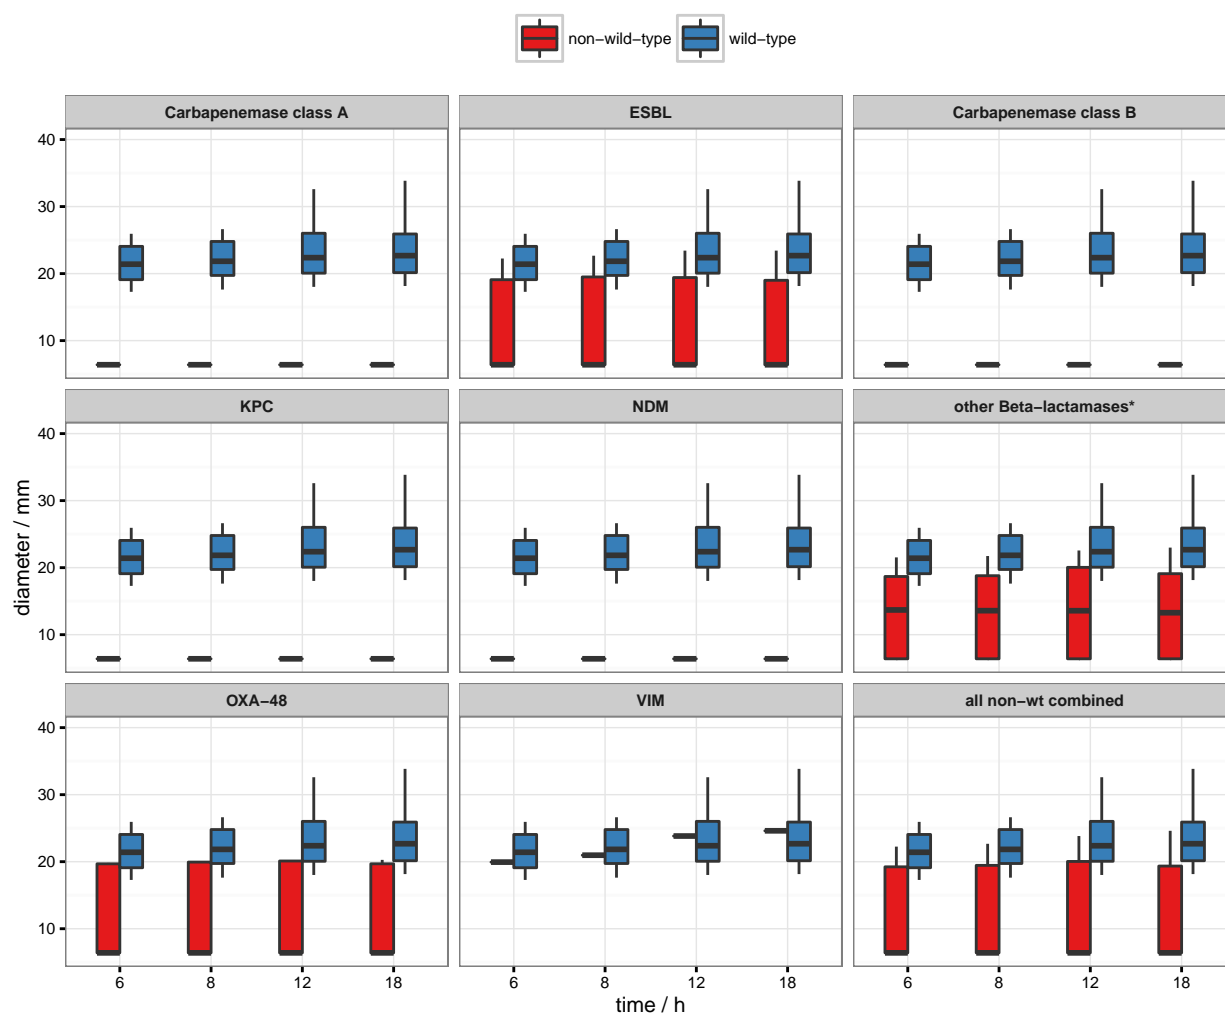 non−wild−type wild−type
Carbapenemase class A ESBL Carbapenemase class B
40
30
20
10
KPC NDM other Beta−lactamases*
40
30
20
10
OXA−48 VIM all non−wt combined
40
30
20
10
diameter / mm
6 8 12 18 6 8 12 18 6 8 12 18
time / h